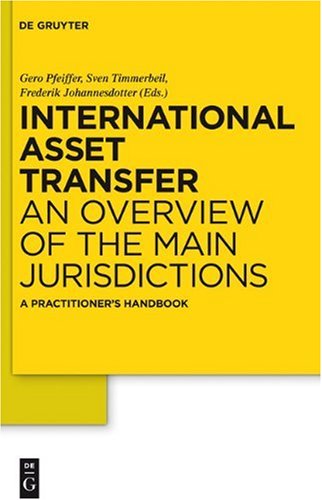 DE GRUYTER
Gero Pfeiffer, Sven Timmerbeil,
Frederik Johannesdotter (Eds.)
INTERNATIONAL
ASSET
TRANSFER
AN OVERVIEW
OF THE MAIN
JURISDICTIONS
A PRACTITIONER'S HANDBOOK
DE
G